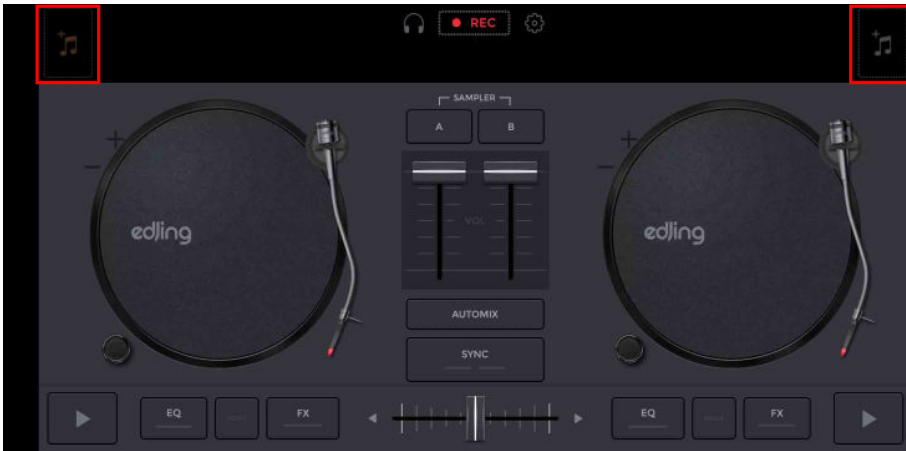 REC
SAMPLER
A B
VOL
edjing edjing
AUTOMIX
SYNC
EQ FX EQ FX